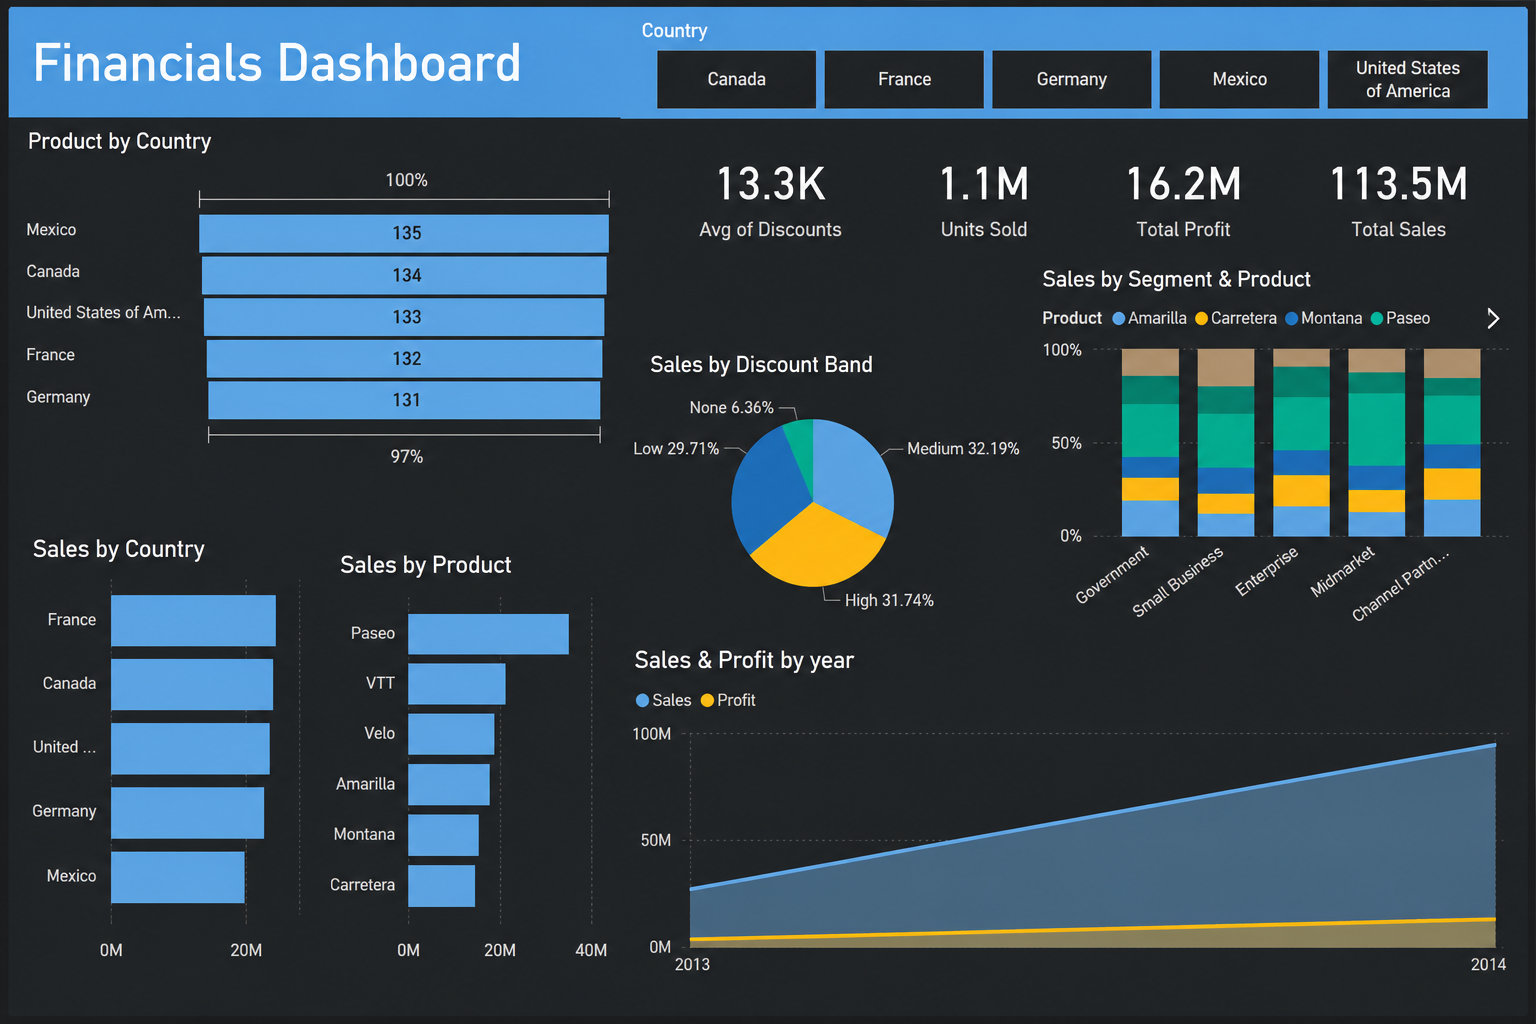 Financials Dashboard
Country
Canada
France
Germany
Mexico
United States
of America
Product by Country
100%
Mexico
135
Canada
134
United States of Am...
133
France
132
Germany
131
97%
13.3K
Avg of Discounts
1.1M
Units Sold
16.2M
Total Profit
113.5M
Total Sales
Sales by Discount Band
None 6.36%
Low 29.71%
Medium 32.19%
High 31.74%
Sales by Segment & Product
Product Amarilla Carretera Montana Paseo
100%
50%
0%
Government
Small Business
Enterprise
Midmarket
Channel Partn...
Sales by Country
France
Canada
United ...
Germany
Mexico
0M 20M
Sales by Product
Paseo
VTT
Velo
Amarilla
Montana
Carretera
0M 20M 40M
Sales & Profit by year
Sales Profit
100M
50M
0M
2013 2014